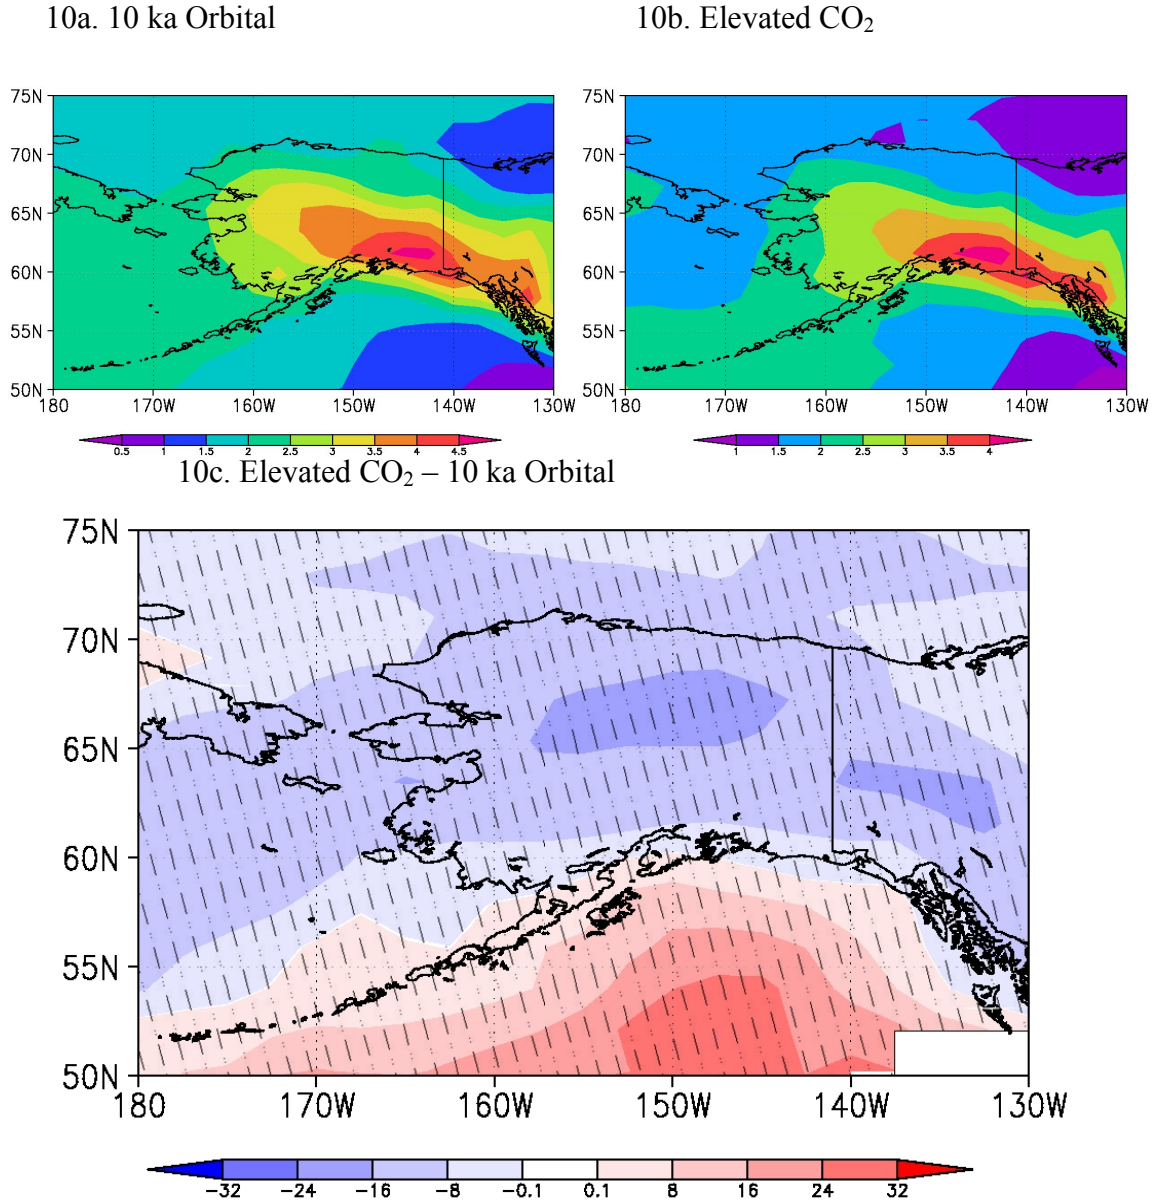 10a. 10 ka Orbital
10b. Elevated CO₂
75N
70N
65N
60N
55N
50N
180 170W 160W 150W 140W 130W
0.5 1 1.5 2 2.5 3 3.5 4 4.5
75N
70N
65N
60N
55N
50N
180 170W 160W 150W 140W 130W
1 1.5 2 2.5 3 3.5 4
10c. Elevated CO₂ – 10 ka Orbital
75N
70N
65N
60N
55N
50N
180 170W 160W 150W 140W 130W
−32 −24 −16 −8 −0.1 0.1 8 16 24 32